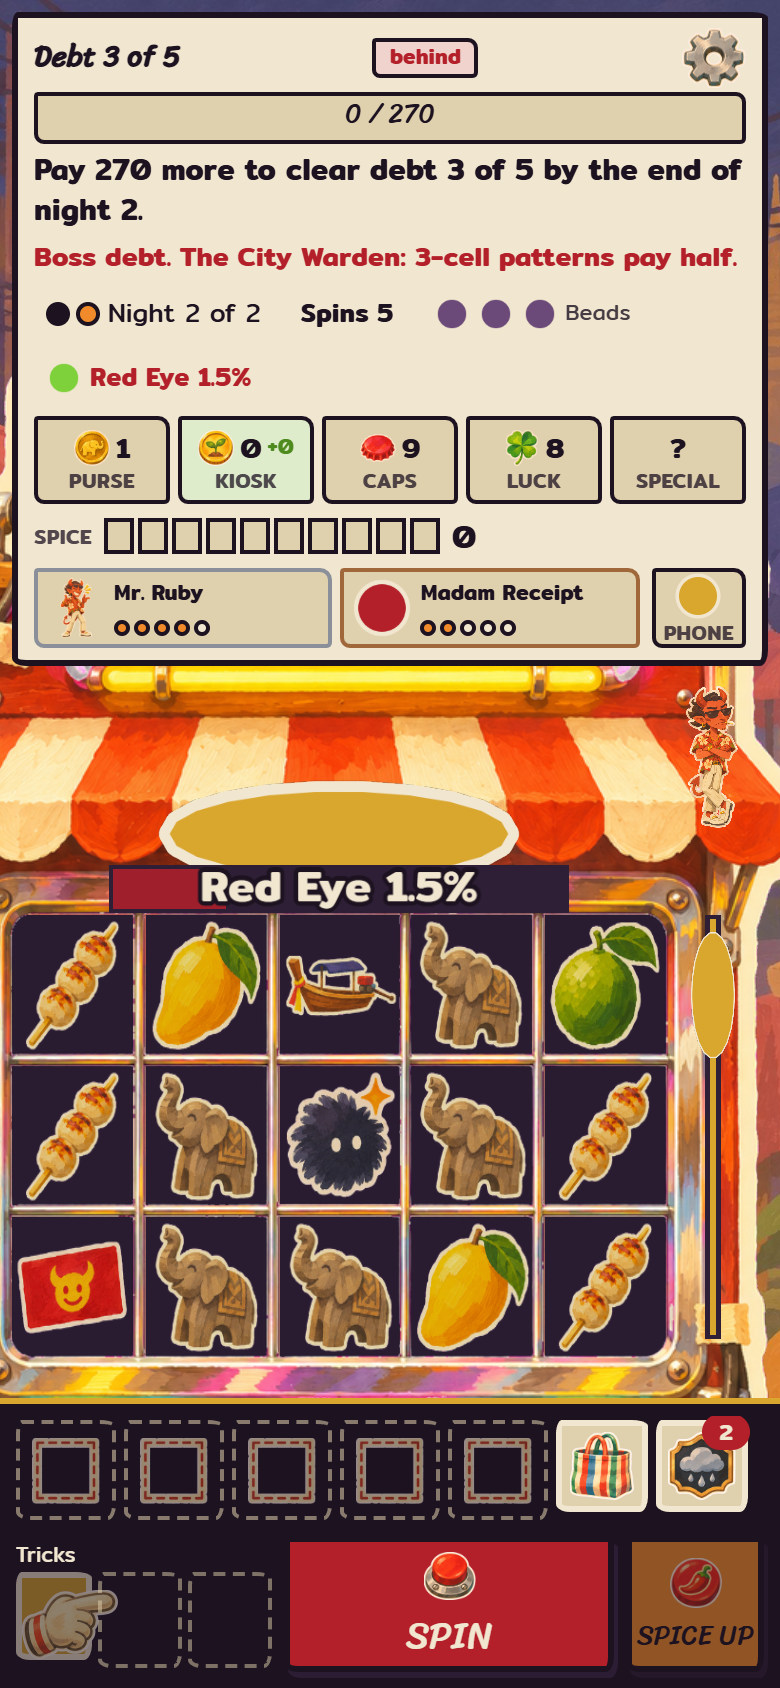 Debt 3 of 5
behind
0 / 270
Pay 270 more to clear debt 3 of 5 by the end of
night 2.
Boss debt. The City Warden: 3-cell patterns pay half.
Night 2 of 2
Spins 5
Beads
Red Eye 1.5%
1
PURSE
0 +0
KIOSK
9
CAPS
8
LUCK
?
SPECIAL
SPICE
0
Mr. Ruby
Madam Receipt
PHONE
Red Eye 1.5%
2
Tricks
SPIN
SPICE UP